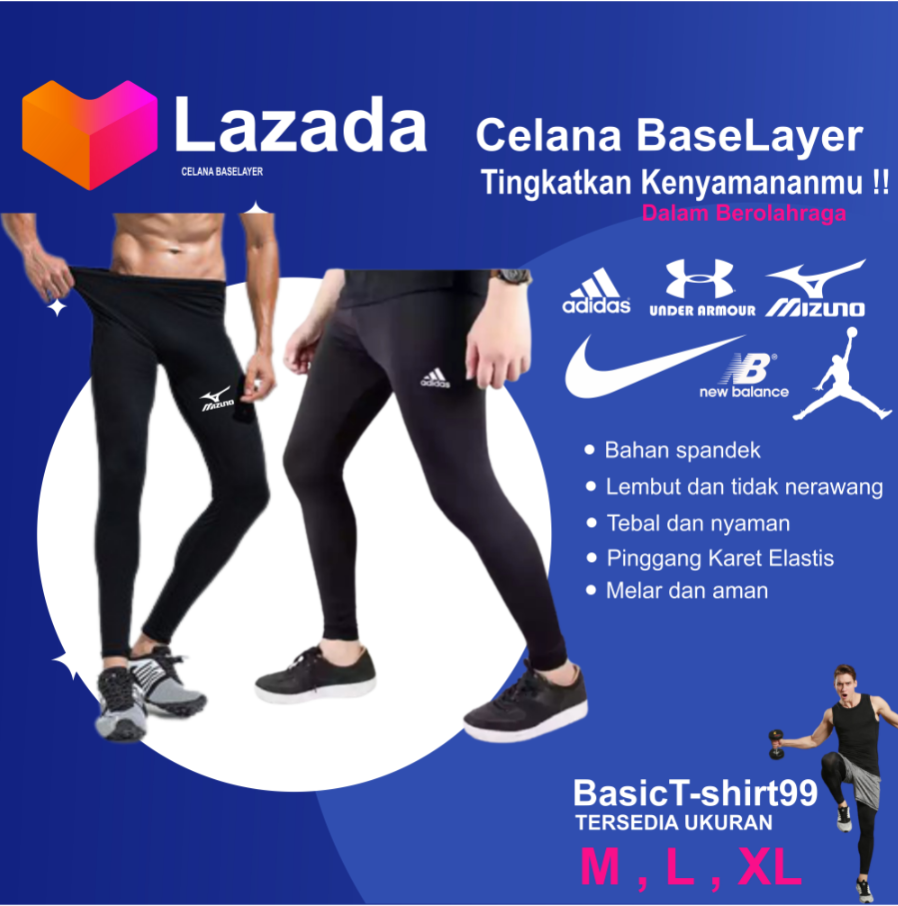 Lazada
CELANA BASELAYER
Celana BaseLayer
Tingkatkan Kenyamananmu !!
Dalam Berolahraga
adidas
UNDER ARMOUR
MIZUNO
NB
new balance
MIZUNO
adidas
Bahan spandek
Lembut dan tidak nerawang
Tebal dan nyaman
Pinggang Karet Elastis
Melar dan aman
BasicT-shirt99
TERSEDIA UKURAN
M , L , XL